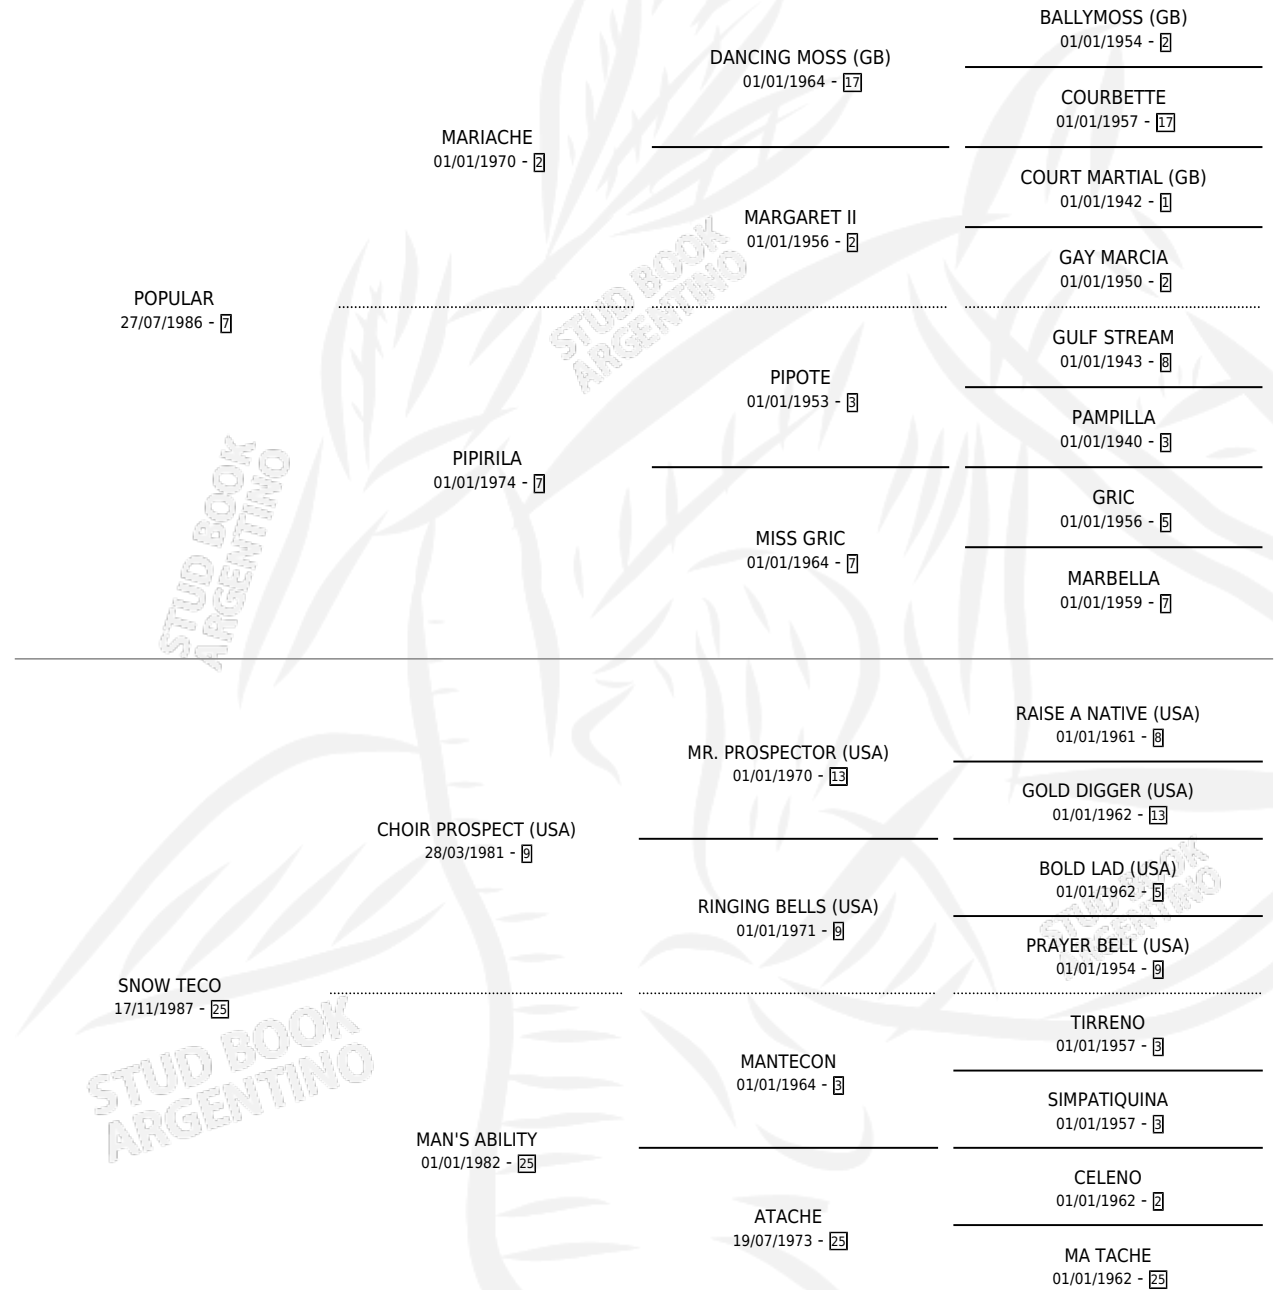 BALLYMOSS (GB)
01/01/1954 - 2
DANCING MOSS (GB)
01/01/1964 - 17
COURBETTE
01/01/1957 - 17
MARIACHE
01/01/1970 - 2
COURT MARTIAL (GB)
01/01/1942 - 1
MARGARET II
01/01/1956 - 2
GAY MARCIA
01/01/1950 - 2
POPULAR
27/07/1986 - 7
STUD BOOK
ARGENTINO
GULF STREAM
01/01/1943 - 8
PIPOTE
01/01/1953 - 3
PAMPILLA
01/01/1940 - 3
PIPIRILA
01/01/1974 - 7
GRIC
01/01/1956 - 5
MISS GRIC
01/01/1964 - 7
MARBELLA
01/01/1959 - 7
STUD BOOK
ARGENTINO
RAISE A NATIVE (USA)
01/01/1961 - 8
MR. PROSPECTOR (USA)
01/01/1970 - 13
GOLD DIGGER (USA)
01/01/1962 - 13
CHOIR PROSPECT (USA)
28/03/1981 - 9
BOLD LAD (USA)
01/01/1962 - 5
STUD BOOK
ARGENTINO
RINGING BELLS (USA)
01/01/1971 - 9
PRAYER BELL (USA)
01/01/1954 - 9
SNOW TECO
17/11/1987 - 25
STUD BOOK
ARGENTINO
TIRRENO
01/01/1957 - 3
MANTECON
01/01/1964 - 3
SIMPATIQUINA
01/01/1957 - 3
MAN'S ABILITY
01/01/1982 - 25
CELENO
01/01/1962 - 2
ATACHE
19/07/1973 - 25
MA TACHE
01/01/1962 - 25